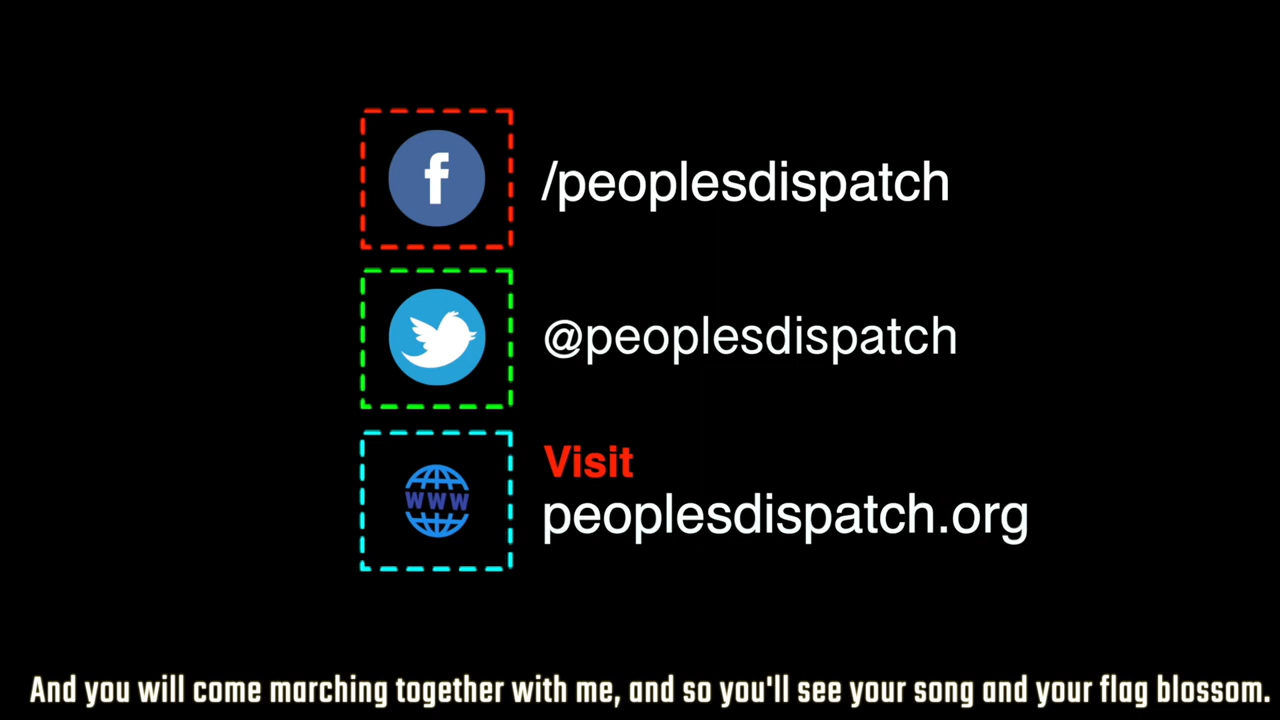 f
/peoplesdispatch
@peoplesdispatch
Visit
WWW
peoplesdispatch.org
And you will come marching together with me, and so you'll see your song and your flag blossom.